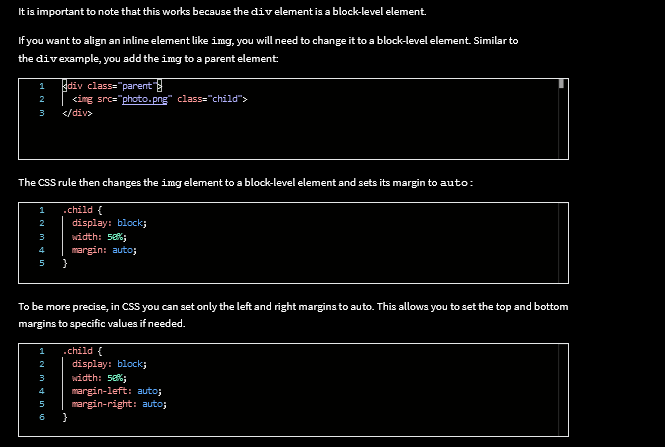 It is important to note that this works because the div element is a block-level element.
If you want to align an inline element like img, you will need to change it to a block-level element. Similar to
the div example, you add the img to a parent element:
1 <div class="parent">
2 <img src="photo.png" class="child">
3 </div>
The CSS rule then changes the img element to a block-level element and sets its margin to auto:
1 .child {
2 display: block;
3 width: 50%;
4 margin: auto;
5 }
To be more precise, in CSS you can set only the left and right margins to auto. This allows you to set the top and bottom
margins to specific values if needed.
1 .child {
2 display: block;
3 width: 50%;
4 margin-left: auto;
5 margin-right: auto;
6 }